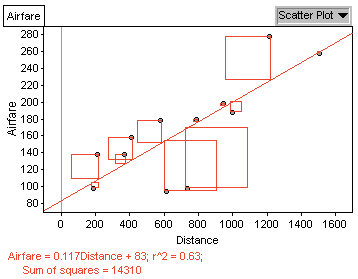 Airfare
Scatter Plot
280
260
240
220
200
180
160
140
120
100
80
Airfare
0 200 400 600 800 1000 1200 1400 1600
Distance
Airfare = 0.117Distance + 83; r^2 = 0.63;
Sum of squares = 14310